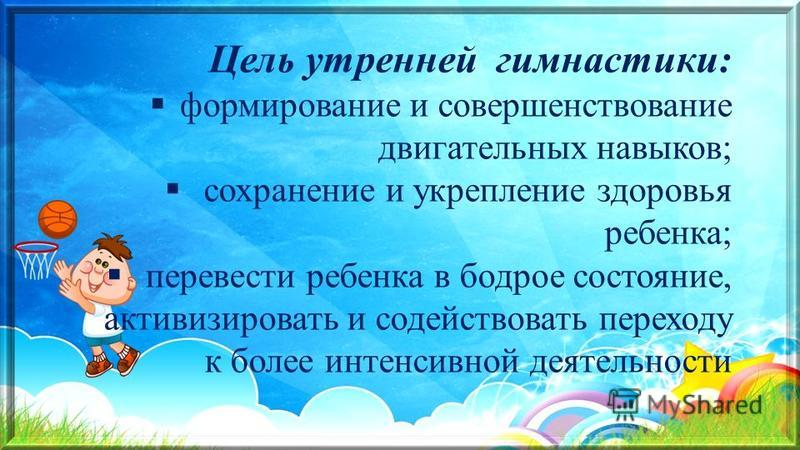 Цель утренней гимнастики:
▪ формирование и совершенствование
двигательных навыков;
▪ сохранение и укрепление здоровья
ребенка;
▪ перевести ребенка в бодрое состояние,
активизировать и содействовать переходу
к более интенсивной деятельности
MyShared